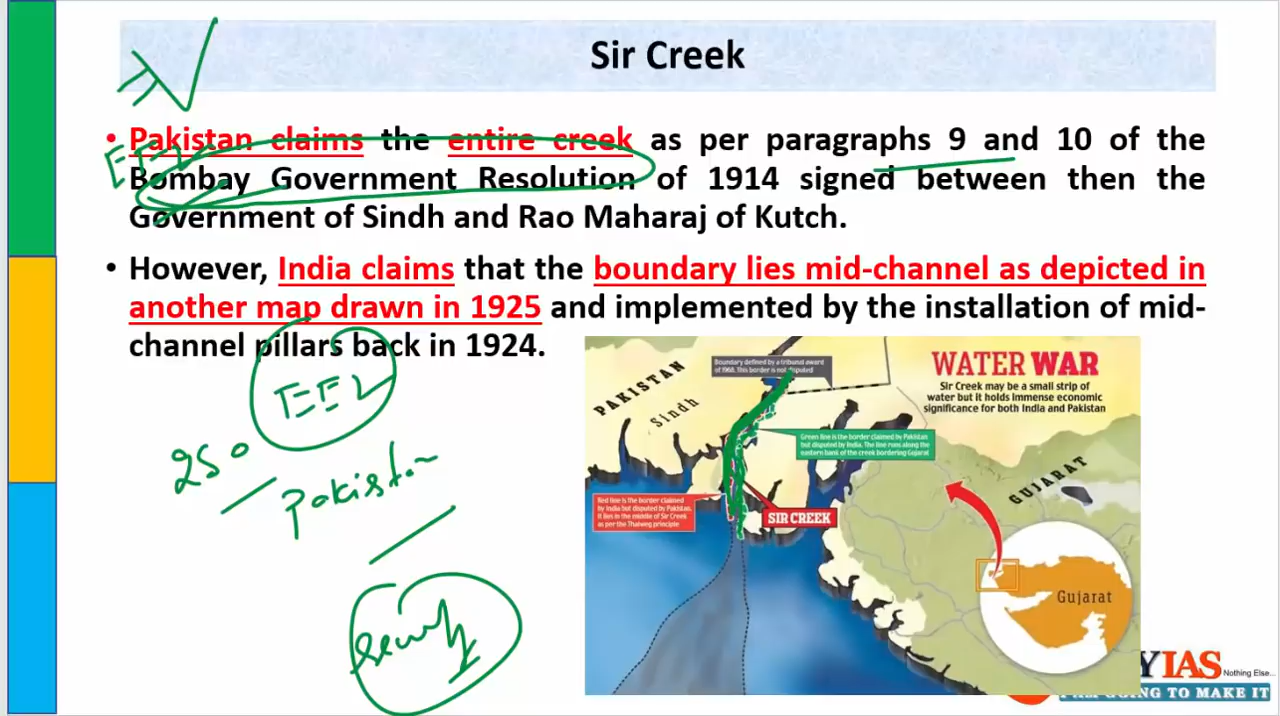 Sir Creek
• Pakistan claims the entire creek as per paragraphs 9 and 10 of the
Bombay Government Resolution of 1914 signed between then the
Government of Sindh and Rao Maharaj of Kutch.
• However, India claims that the boundary lies mid-channel as depicted in
another map drawn in 1925 and implemented by the installation of mid-
channel pillars back in 1924.
250
Pakistan
Boundary defined by a tribunal award
of 1968. This border is not disputed
WATER WAR
Sir Creek may be a small strip of
water but it holds immense economic
significance for both India and Pakistan
PAKISTAN
Sindh
Green line is the border claimed by Pakistan
but disputed by India. The line runs along the
eastern bank of the creek bordering Gujarat
GUJARAT
Red line is the border claimed
by India but disputed by Pakistan.
It lies in the middle of Sir Creek
as per the Thalweg principle
SIR CREEK
Gujarat
YIAS
Nothing Else...
GOING TO MAKE IT